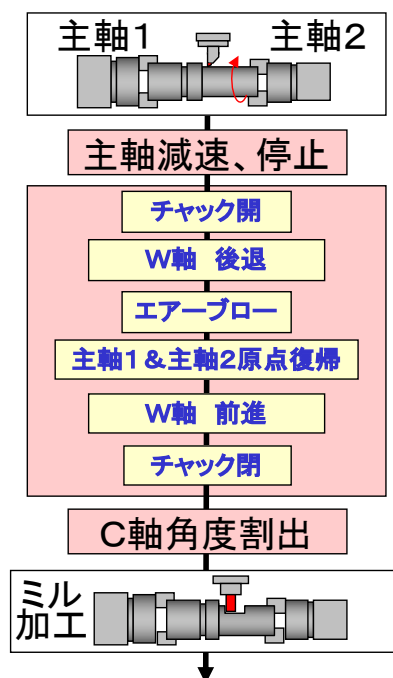 主軸1 主軸2
主軸減速、停止
チャック開
W軸 後退
エアーブロー
主軸1&主軸2原点復帰
W軸 前進
チャック閉
C軸角度割出
ミル
加工